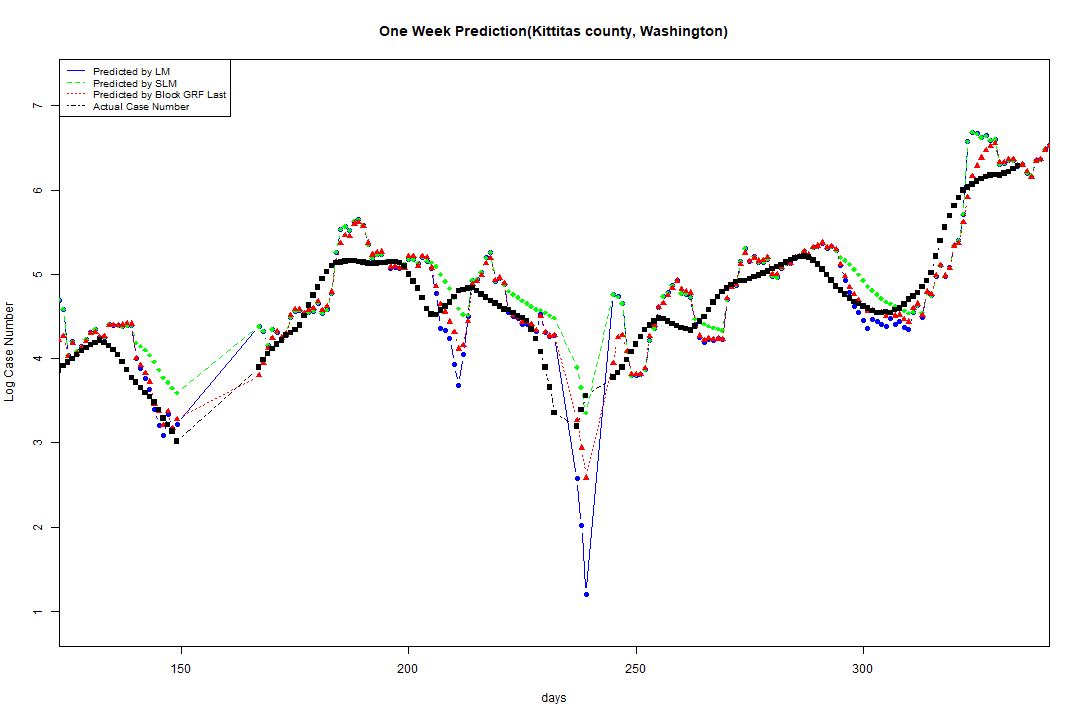 One Week Prediction(Kittitas county, Washington)
Predicted by LM
Predicted by SLM
Predicted by Block GRF Last
Actual Case Number
7
6
5
4
3
2
1
Log Case Number
150 200 250 300
days